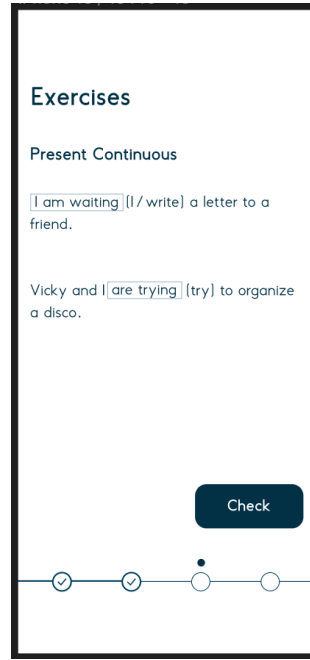 Exercises
Present Continuous
I am waiting (I/write) a letter to a
friend.
Vicky and I are trying (try) to organize
a disco.
Check